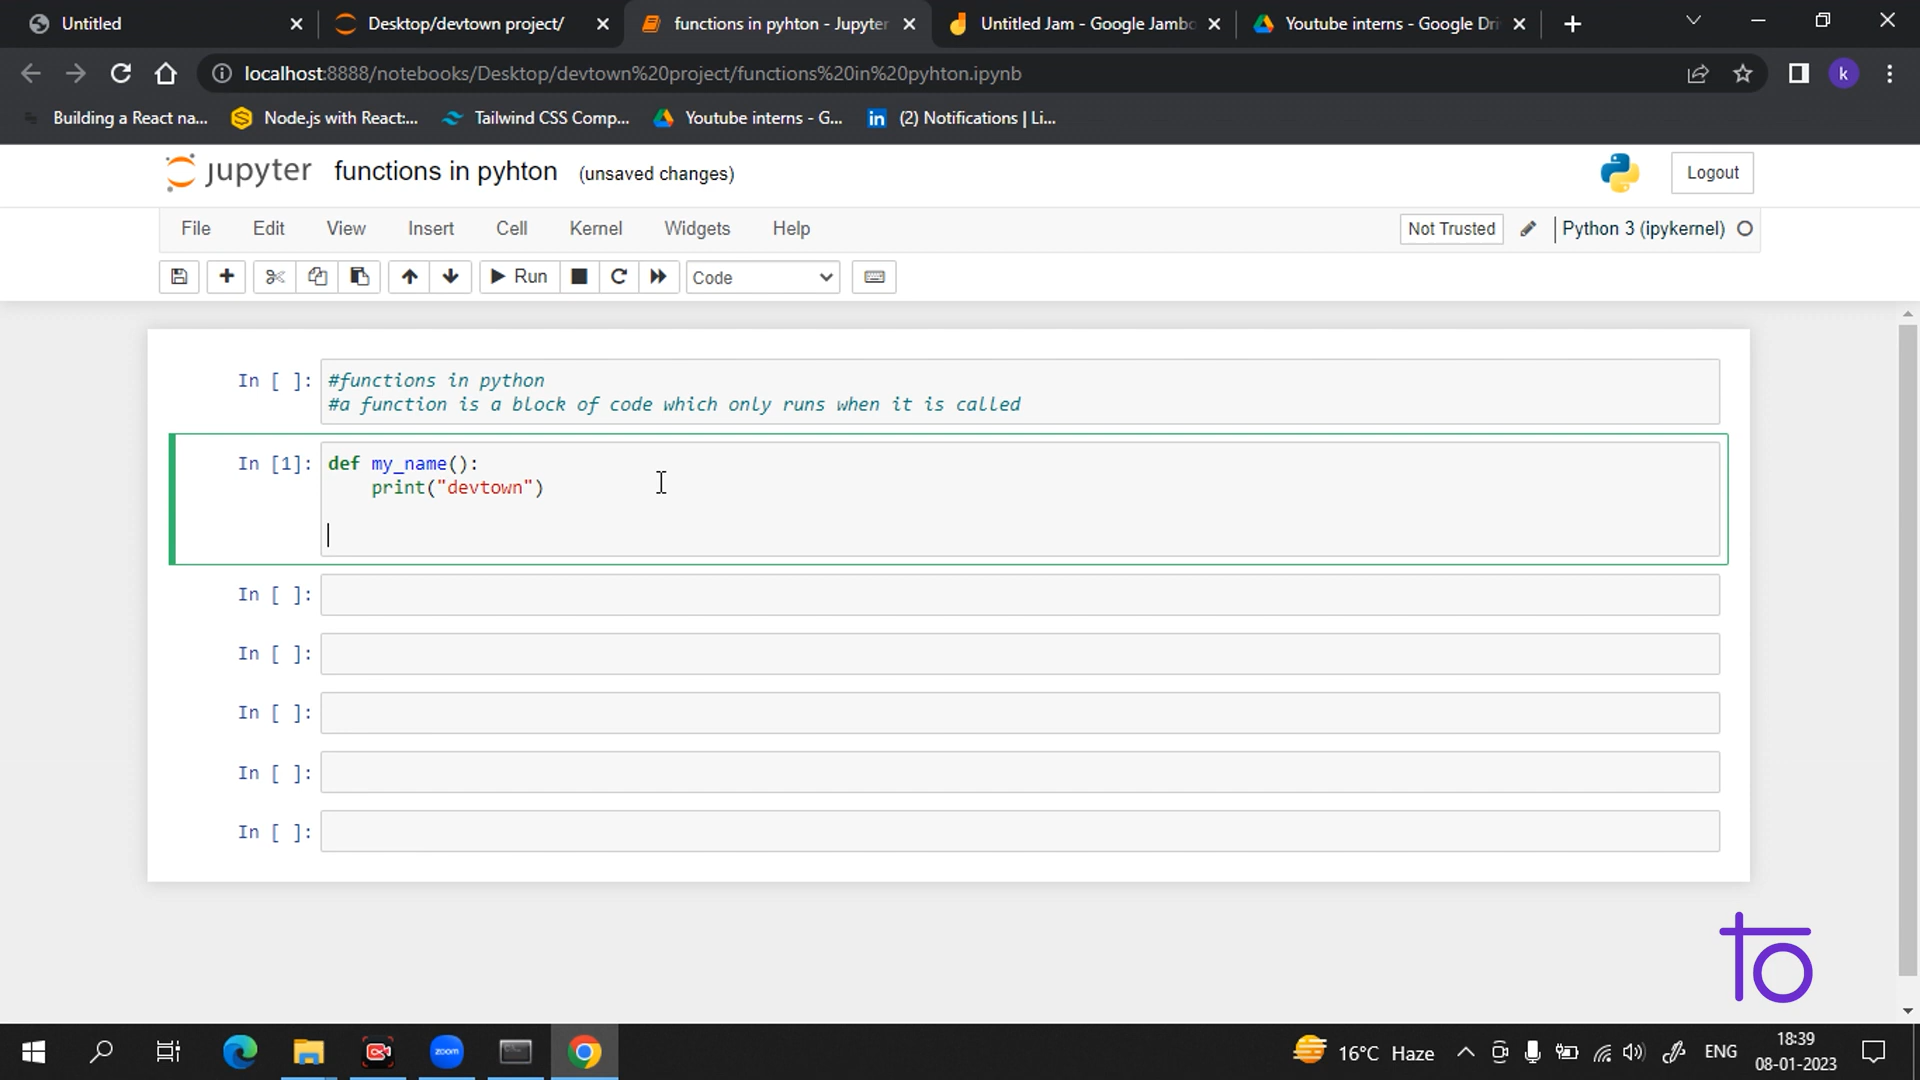 Untitled
Desktop/devtown project/
functions in pyhton - Jupyter
Untitled Jam - Google Jambo
Youtube interns - Google Dri
localhost:8888/notebooks/Desktop/devtown%20project/functions%20in%20pyhton.ipynb
k
Building a React na...
Node.js with React:...
Tailwind CSS Comp...
Youtube interns - G...
in (2) Notifications | Li...
jupyter functions in pyhton (unsaved changes)
Logout
File Edit View Insert Cell Kernel Widgets Help
Not Trusted
Python 3 (ipykernel)
Run
Code
In [ ]: #functions in python
#a function is a block of code which only runs when it is called
In [1]: def my_name():
print("devtown")
In [ ]:
In [ ]:
In [ ]:
In [ ]:
In [ ]:
zoom
16°C Haze
ENG
18:39
08-01-2023